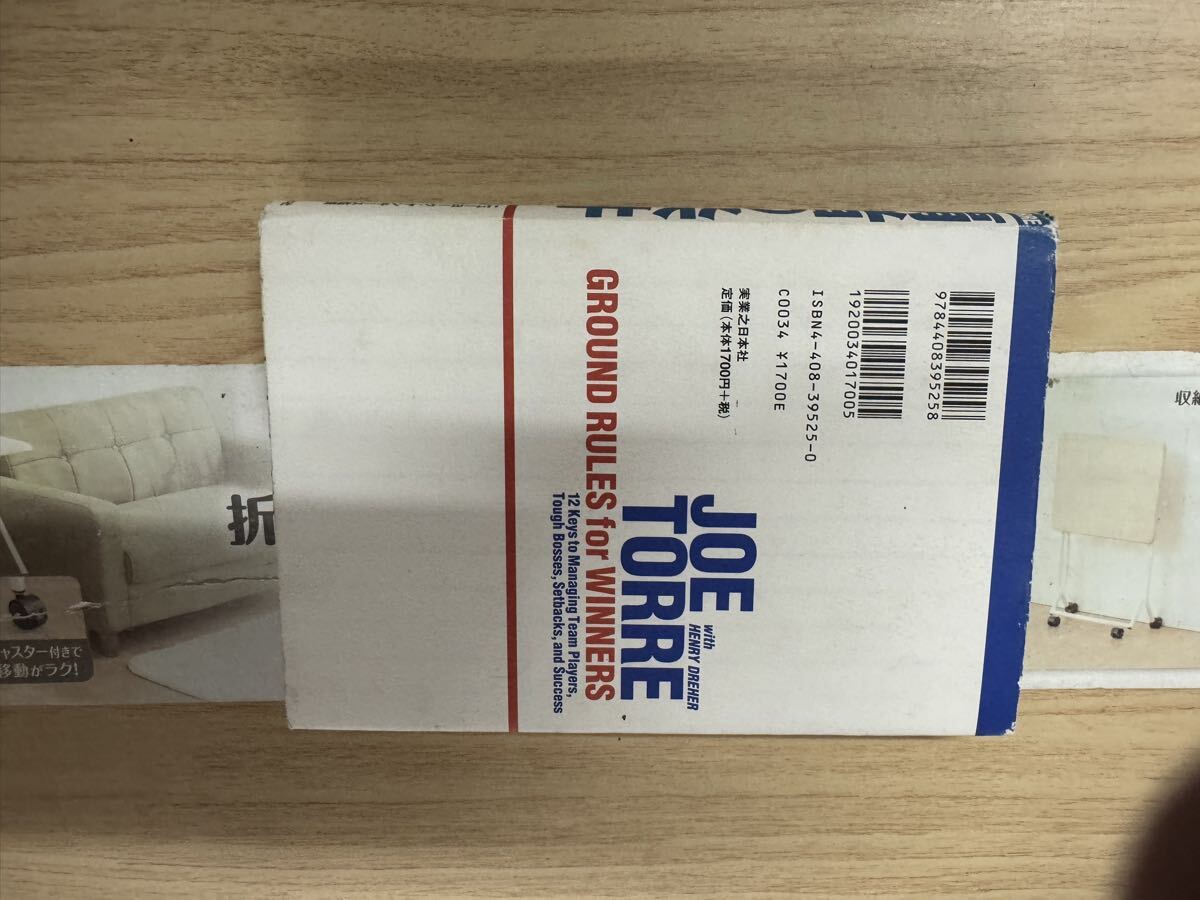 9784408395258
1920034017005
ISBN4-408-39525-0
C0034 ¥1700E
実業之日本社
定価(本体1700円+税)
JOE
TORRE
with
HENRY DREHER
GROUND RULES for WINNERS
12 Keys to Managing Team Players,
Tough Bosses, Setbacks, and Success
折
ャスター付きで
移動がラク!
収納